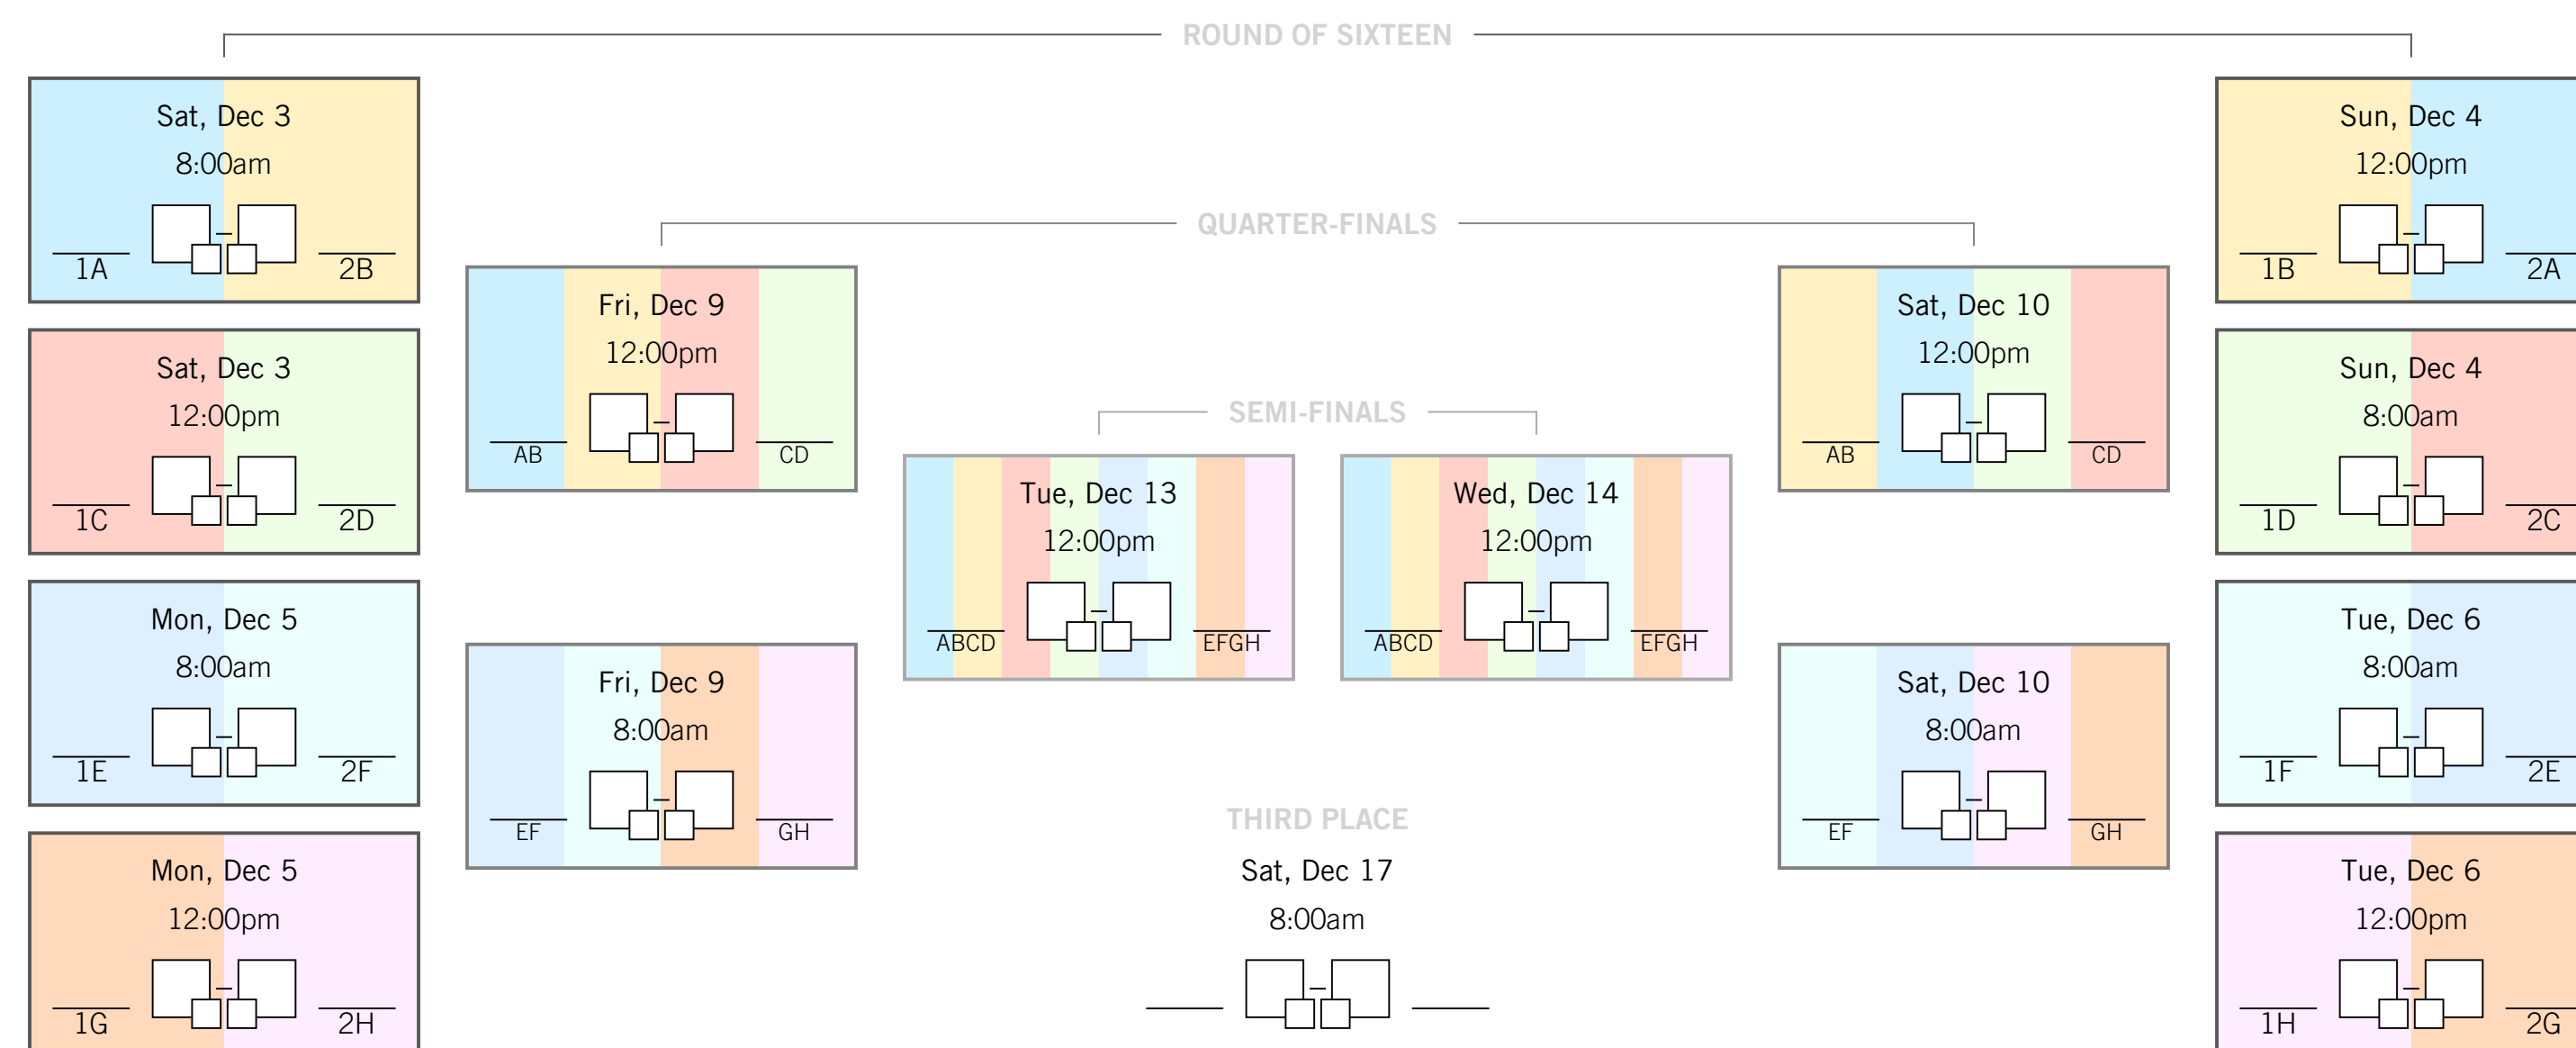 ROUND OF SIXTEEN
Sat, Dec 3
8:00am
1A 2B
Sat, Dec 3
12:00pm
1C 2D
Mon, Dec 5
8:00am
1E 2F
Mon, Dec 5
12:00pm
1G 2H
QUARTER-FINALS
Fri, Dec 9
12:00pm
AB CD
Fri, Dec 9
8:00am
EF GH
SEMI-FINALS
Tue, Dec 13
12:00pm
ABCD EFGH
Wed, Dec 14
12:00pm
ABCD EFGH
THIRD PLACE
Sat, Dec 17
8:00am
Sat, Dec 10
12:00pm
AB CD
Sat, Dec 10
8:00am
EF GH
Sun, Dec 4
12:00pm
1B 2A
Sun, Dec 4
8:00am
1D 2C
Tue, Dec 6
8:00am
1F 2E
Tue, Dec 6
12:00pm
1H 2G